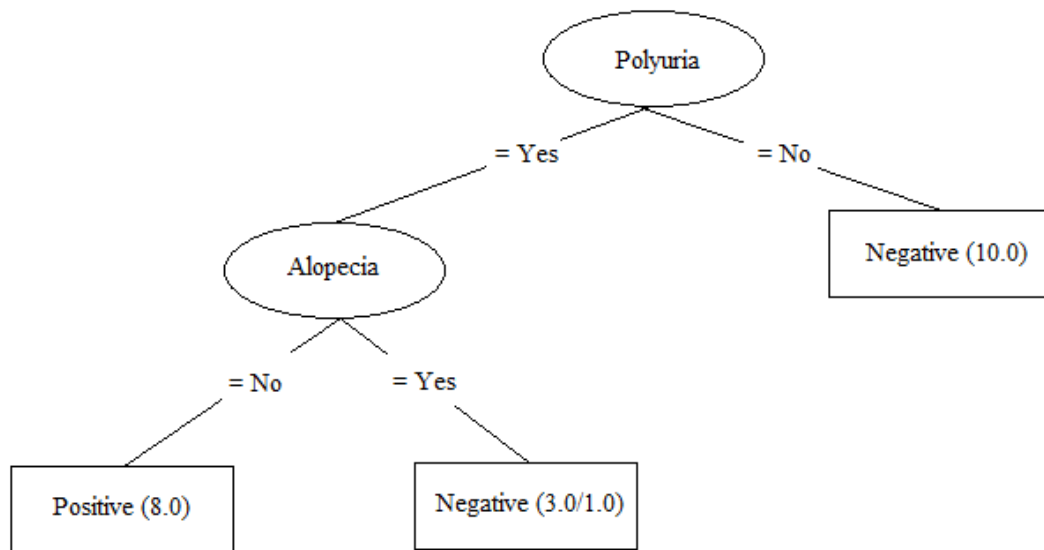 Polyuria
= Yes
= No
Negative (10.0)
Alopecia
= No
= Yes
Positive (8.0)
Negative (3.0/1.0)